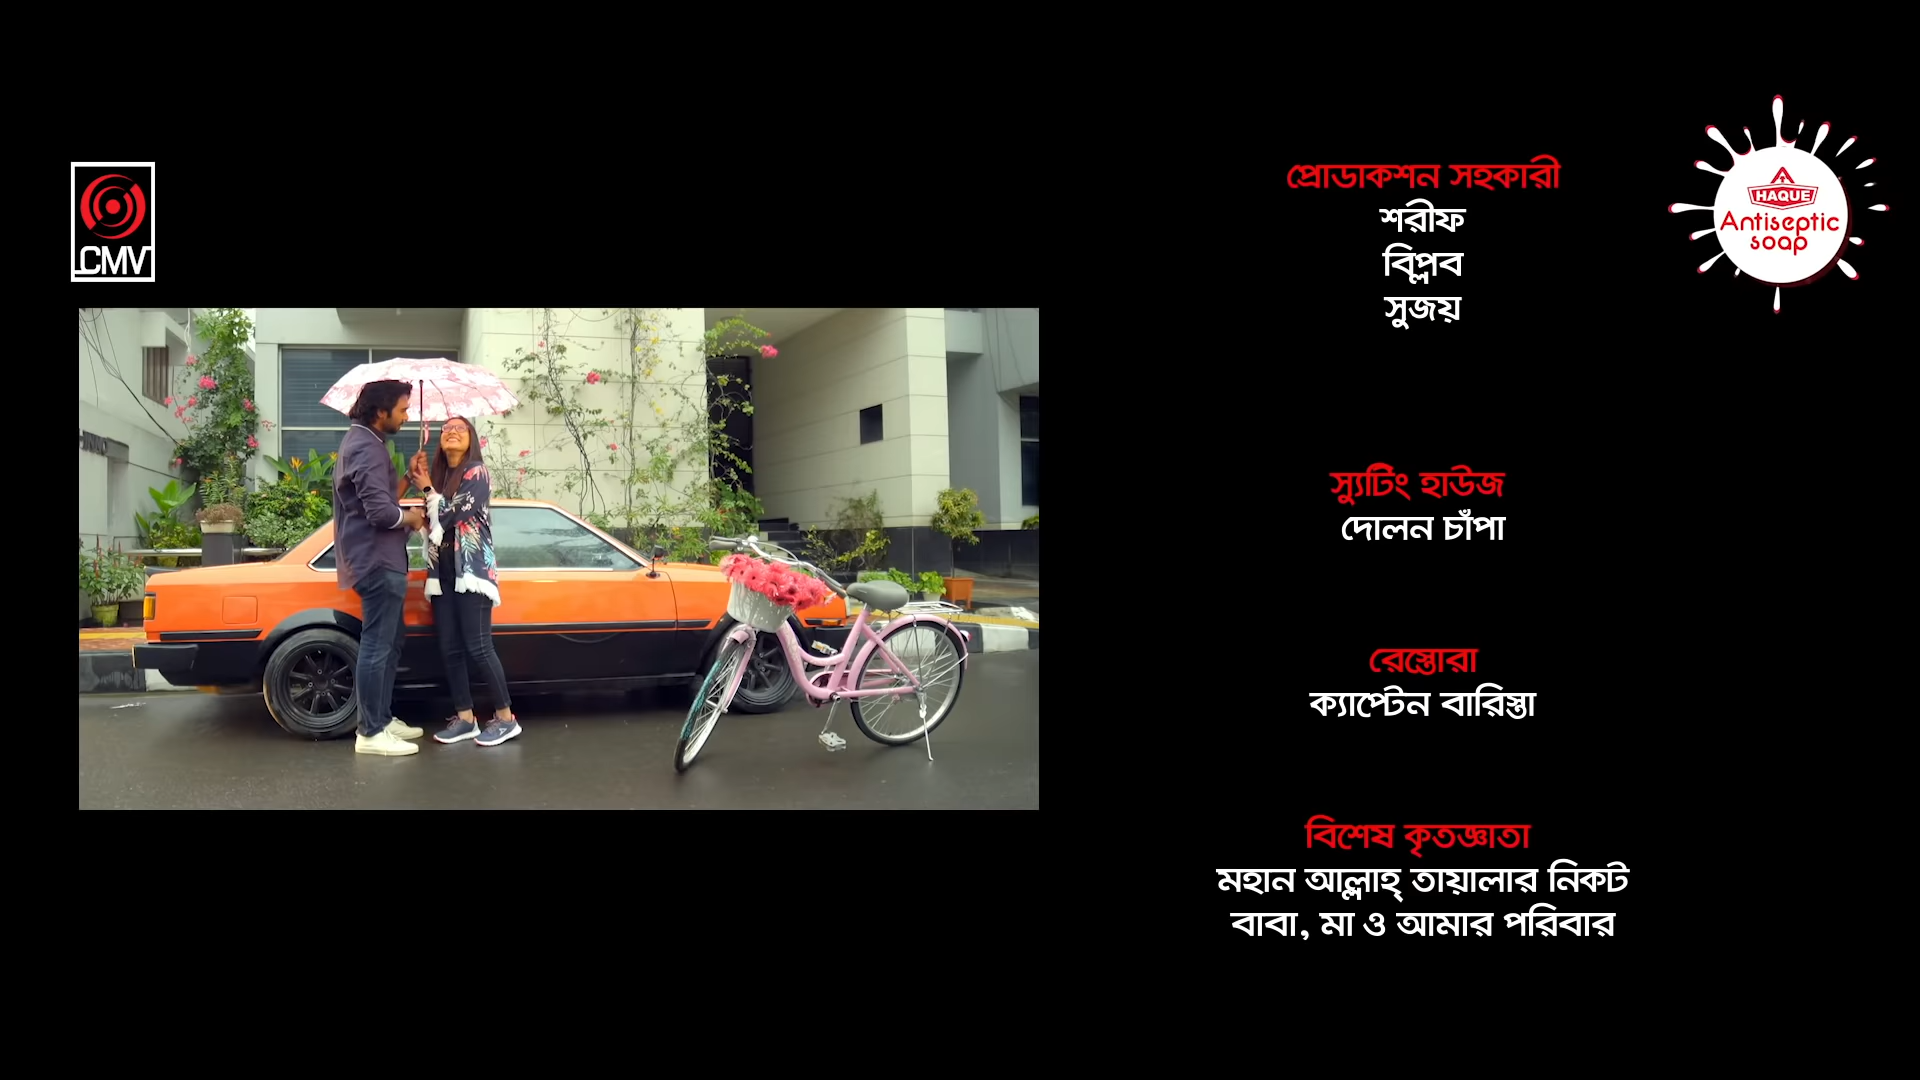 CMV
প্রোডাকশন সহকারী
শরীফ
বিপ্লব
সুজয়
HAQUE
Antiseptic
soap
স্যুটিং হাউজ
দোলন চাঁপা
রেস্তোরা
ক্যাপ্টেন বারিস্তা
বিশেষ কৃতজ্ঞতা
মহান আল্লাহ্ তায়ালার নিকট
বাবা, মা ও আমার পরিবার